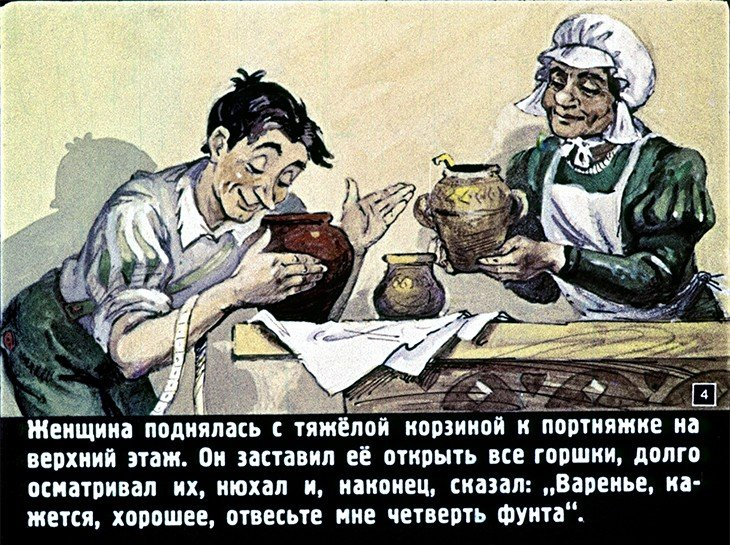 4
Женщина поднялась с тяжёлой корзиной к портняжке на
верхний этаж. Он заставил её открыть все горшки, долго
осматривал их, нюхал и, наконец, сказал: „Варенье, ка-
жется, хорошее, отвесьте мне четверть фунта“.